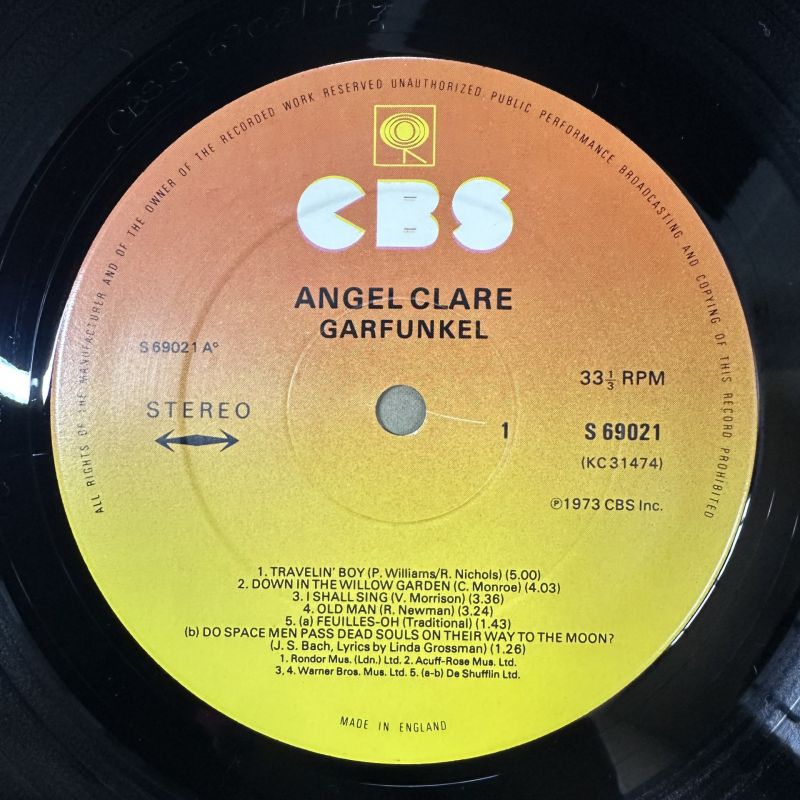 ALL RIGHTS OF THE MANUFACTURER AND OF THE OWNER OF THE RECORDED WORK RESERVED UNAUTHORIZED PUBLIC PERFORMANCE BROADCASTING AND COPYING OF THIS RECORD PROHIBITED
CBS
ANGEL CLARE
GARFUNKEL
S 69021 A°
STEREO
33⅓ RPM
1
S 69021
(KC 31474)
℗1973 CBS Inc.
1. TRAVELIN' BOY (P. Williams/R. Nichols) (5.00)
2. DOWN IN THE WILLOW GARDEN (C. Monroe) (4.03)
3. I SHALL SING (V. Morrison) (3.36)
4. OLD MAN (R. Newman) (3.24)
5. (a) FEUILLES-OH (Traditional) (1.43)
(b) DO SPACE MEN PASS DEAD SOULS ON THEIR WAY TO THE MOON?
(J. S. Bach, Lyrics by Linda Grossman) (1.26)
1. Rondor Mus. (Ldn.) Ltd. 2. Acuff-Rose Mus. Ltd.
3, 4. Warner Bros. Mus. Ltd. 5. (a-b) De Shufflin Ltd.
MADE IN ENGLAND